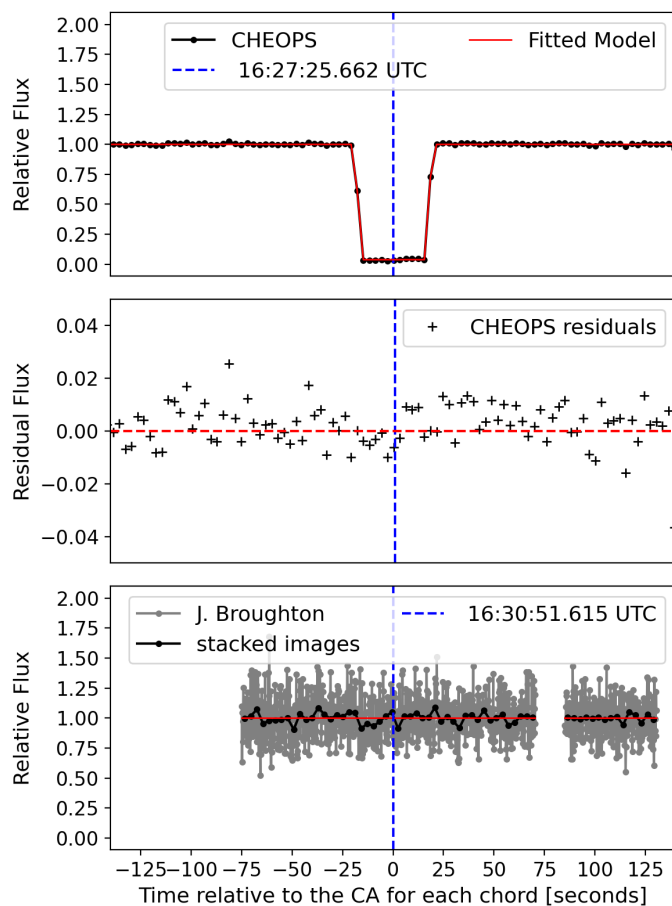 2.00
1.75
1.50
1.25
1.00
0.75
0.50
0.25
0.00
Relative Flux
CHEOPS
Fitted Model
16:27:25.662 UTC
0.04
0.02
0.00
−0.02
−0.04
Residual Flux
CHEOPS residuals
2.00
1.75
1.50
1.25
1.00
0.75
0.50
0.25
0.00
Relative Flux
J. Broughton
16:30:51.615 UTC
stacked images
−125 −100 −75 −50 −25 0 25 50 75 100 125
Time relative to the CA for each chord [seconds]